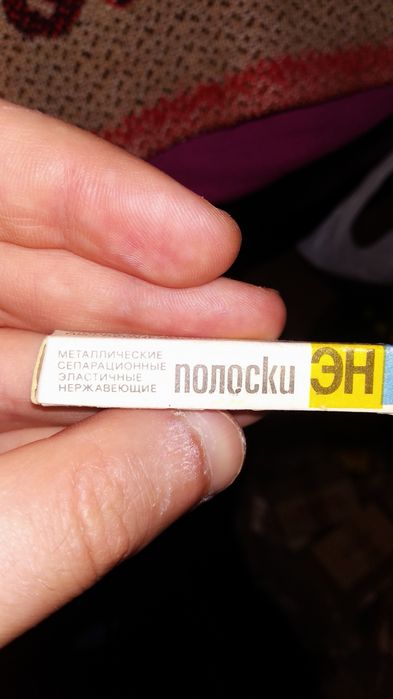 МЕТАЛЛИЧЕСКИЕ
СЕПАРАЦИОННЫЕ
ЭЛАСТИЧНЫЕ
НЕРЖАВЕЮЩИЕ
полоски
ЭН